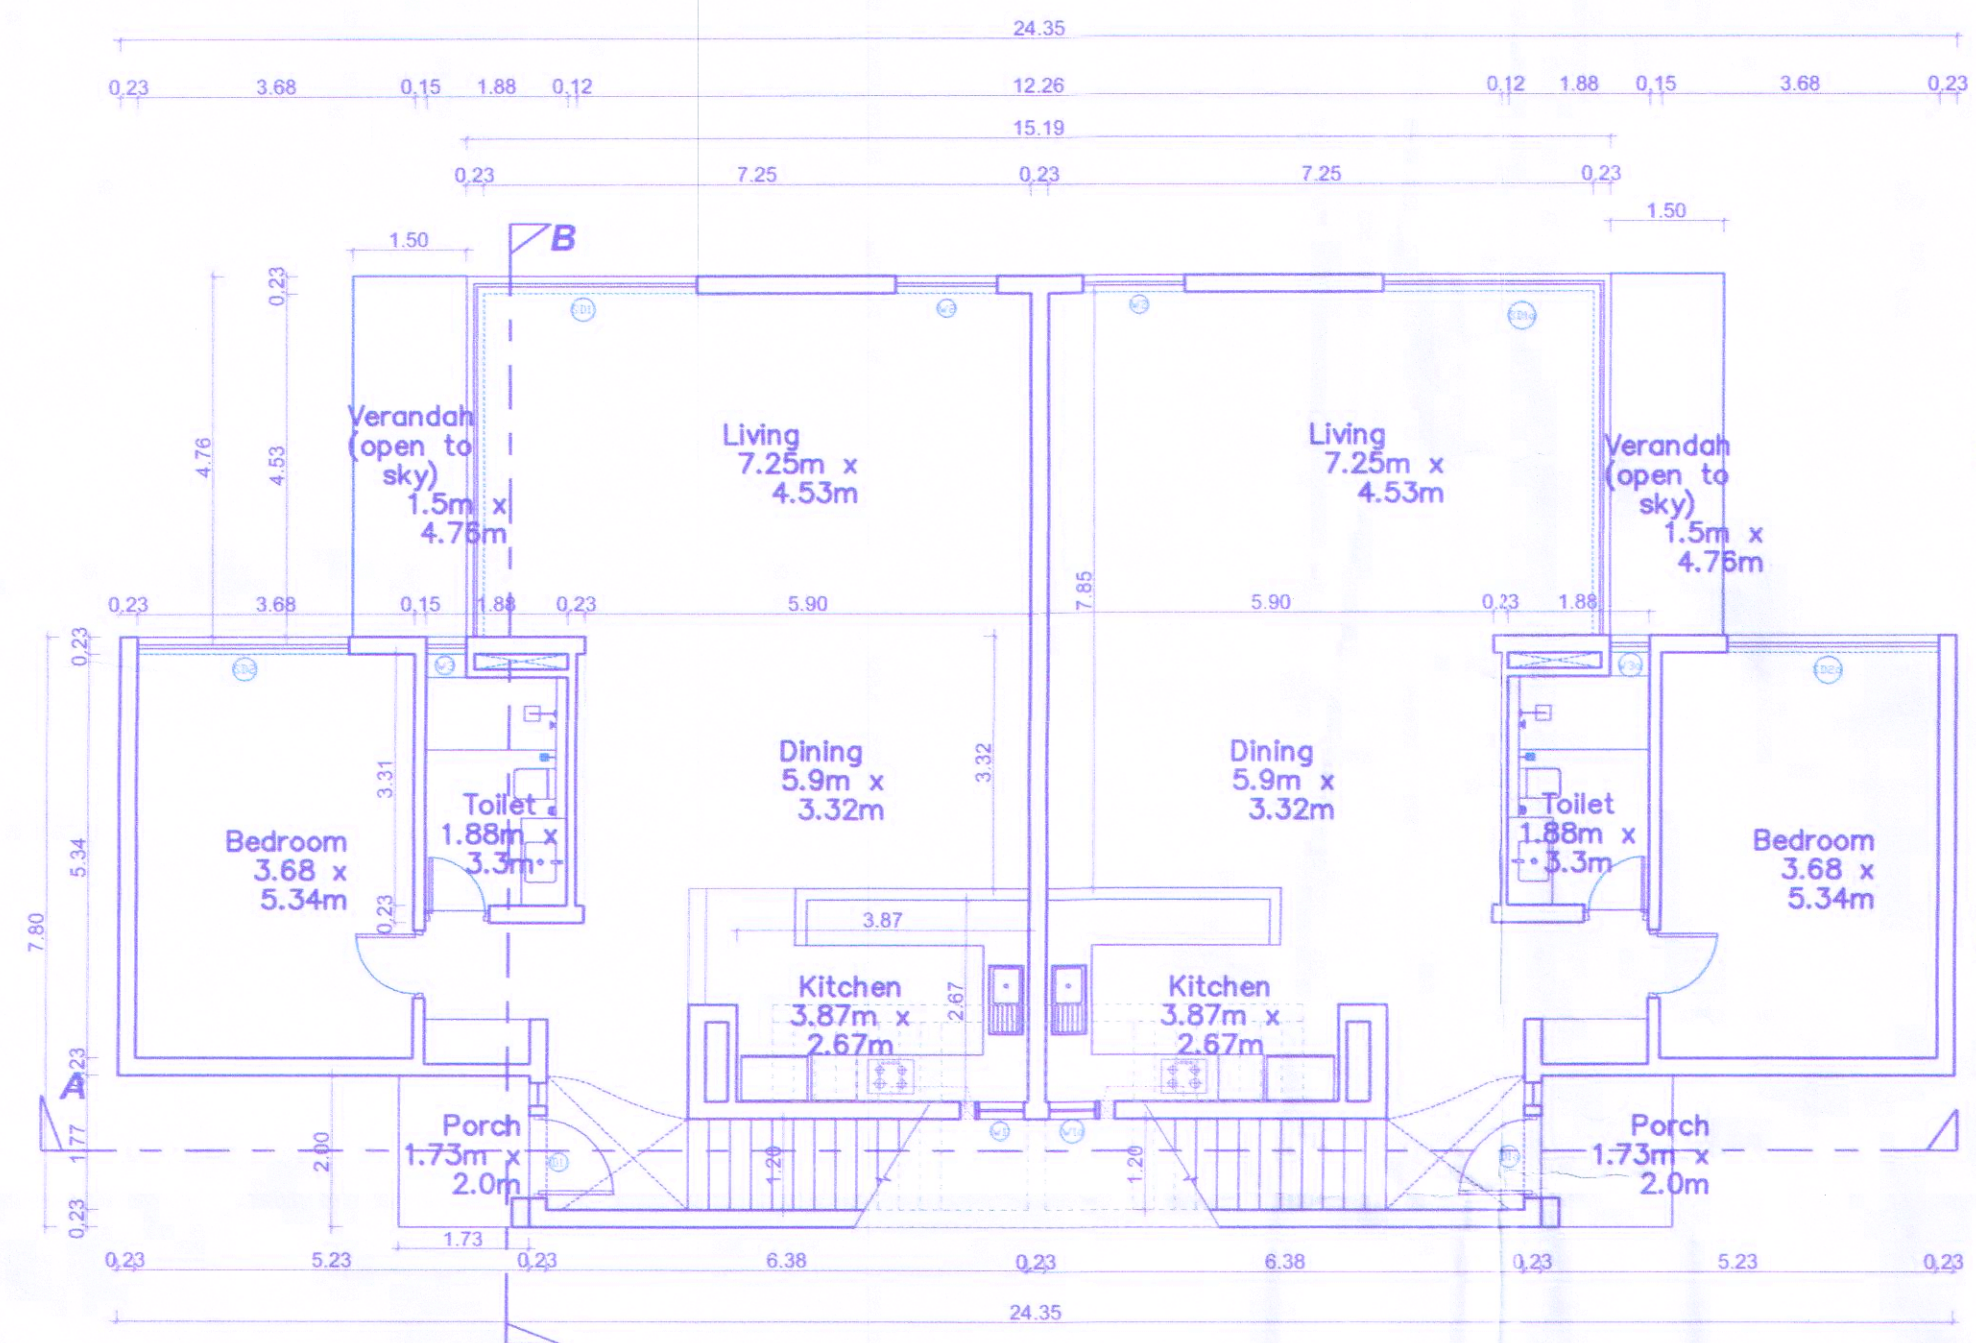 24.35
0.23 3.68 0.15 1.88 0.12 12.26 0.12 1.88 0.15 3.68 0.23
15.19
0.23 7.25 0.23 7.25 0.23
1.50 1.50
B
0.23
SD1 W2 W2 SD1a
4.76 4.53
Verandah
(open to
sky)
1.5m x
4.76m
Living
7.25m x
4.53m
Living
7.25m x
4.53m
Verandah
(open to
sky)
1.5m x
4.76m
7.85
0.23 3.68 0.15 1.88 0.23 5.90 5.90 0.23 1.88
0.23
SD2 W3 W3a SD2a
3.31 3.32
5.34
Bedroom
3.68 x
5.34m
Toilet
1.88m x
3.3m
Dining
5.9m x
3.32m
Dining
5.9m x
3.32m
Toilet
1.88m x
3.3m
Bedroom
3.68 x
5.34m
7.80
0.23
3.87
2.67
Kitchen
3.87m x
2.67m
Kitchen
3.87m x
2.67m
0.23
A
1.77 2.00
Porch
1.73m x
2.0m
D1
1.20
W1a
1.20
Porch
1.73m x
2.0m
0.23
1.73
0.23 5.23 0.23 6.38 0.23 6.38 0.23 5.23 0.23
24.35